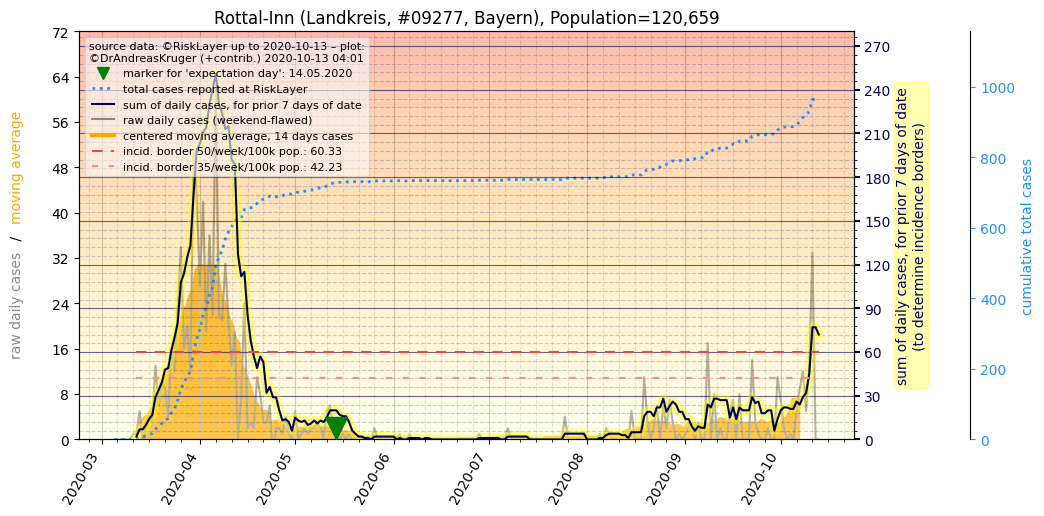 Rottal-Inn (Landkreis, #09277, Bayern), Population=120,659
source data: ©RiskLayer up to 2020-10-13 – plot:
©DrAndreasKruger (+contrib.) 2020-10-13 04:01
marker for 'expectation day': 14.05.2020
total cases reported at RiskLayer
sum of daily cases, for prior 7 days of date
raw daily cases (weekend-flawed)
centered moving average, 14 days cases
incid. border 50/week/100k pop.: 60.33
incid. border 35/week/100k pop.: 42.23
raw daily cases / moving average
72
64
56
48
40
32
24
16
8
0
2020-03
2020-04
2020-05
2020-06
2020-07
2020-08
2020-09
2020-10
270
240
210
180
150
120
90
60
30
0
sum of daily cases, for prior 7 days of date
(to determine incidence borders)
1000
800
600
400
200
0
cumulative total cases